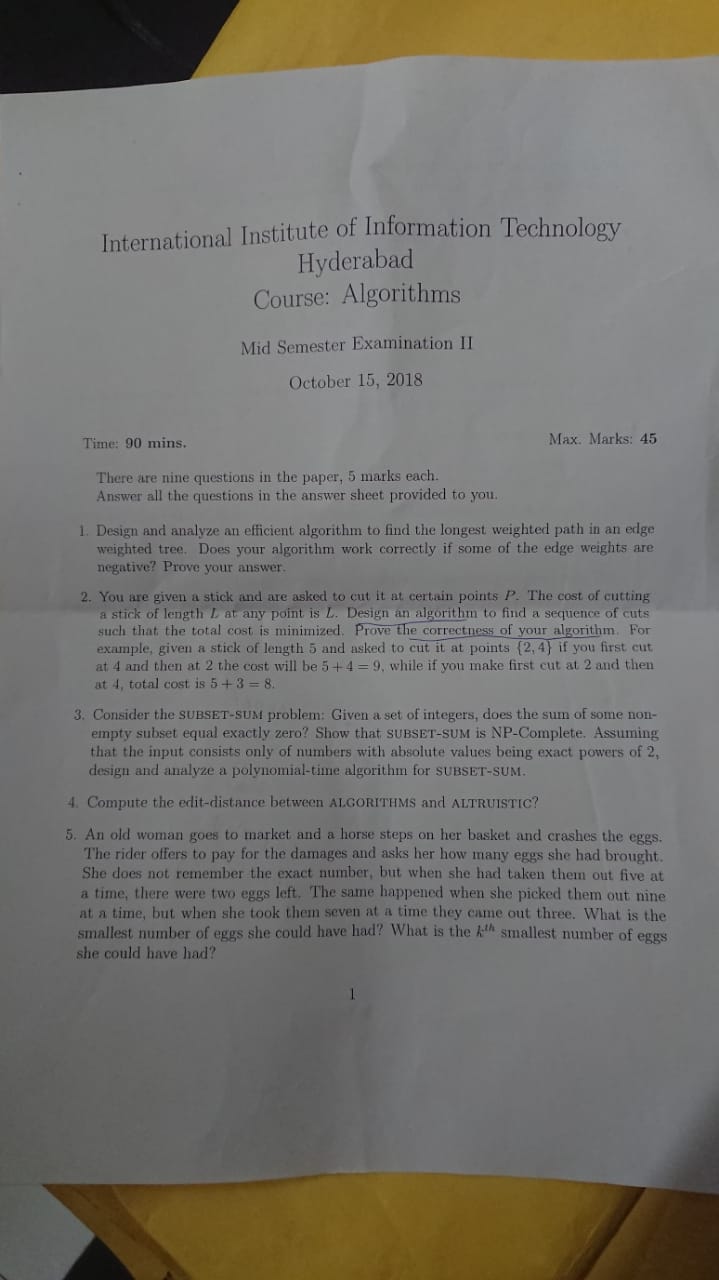 International Institute of Information Technology
Hyderabad
Course: Algorithms
Mid Semester Examination II
October 15, 2018
Time: 90 mins. Max. Marks: 45
There are nine questions in the paper, 5 marks each.
Answer all the questions in the answer sheet provided to you.
1. Design and analyze an efficient algorithm to find the longest weighted path in an edge
weighted tree. Does your algorithm work correctly if some of the edge weights are
negative? Prove your answer.
2. You are given a stick and are asked to cut it at certain points P. The cost of cutting
a stick of length L at any point is L. Design an algorithm to find a sequence of cuts
such that the total cost is minimized. Prove the correctness of your algorithm. For
example, given a stick of length 5 and asked to cut it at points {2, 4} if you first cut
at 4 and then at 2 the cost will be 5 + 4 = 9, while if you make first cut at 2 and then
at 4, total cost is 5 + 3 = 8.
3. Consider the SUBSET-SUM problem: Given a set of integers, does the sum of some non-
empty subset equal exactly zero? Show that SUBSET-SUM is NP-Complete. Assuming
that the input consists only of numbers with absolute values being exact powers of 2,
design and analyze a polynomial-time algorithm for SUBSET-SUM.
4. Compute the edit-distance between ALGORITHMS and ALTRUISTIC?
5. An old woman goes to market and a horse steps on her basket and crashes the eggs.
The rider offers to pay for the damages and asks her how many eggs she had brought.
She does not remember the exact number, but when she had taken them out five at
a time, there were two eggs left. The same happened when she picked them out nine
at a time, but when she took them seven at a time they came out three. What is the
smallest number of eggs she could have had? What is the kth smallest number of eggs
she could have had?
1